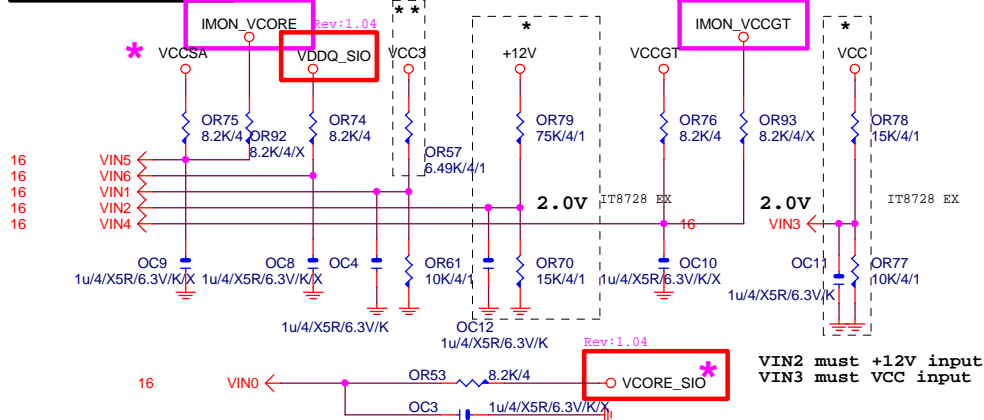 IMON_VCORE
Rev:1.04
* *
IMON_VCCGT
* VCCSA
VDDQ_SIO
VCC3
*
+12V
VCCGT
*
VCC
OR75
8.2K/4
OR92
8.2K/4/X
OR74
8.2K/4
OR57
6.49K/4/1
OR79
75K/4/1
OR76
8.2K/4
OR93
8.2K/4/X
OR78
15K/4/1
16 VIN5
16 VIN6
16 VIN1
16 VIN2
16 VIN4
2.0V
IT8728 EX
16
2.0V
VIN3
IT8728 EX
OC9
1u/4/X5R/6.3V/K/X
OC8
1u/4/X5R/6.3V/K/X
OC4
1u/4/X5R/6.3V/K
OR61
10K/4/1
OC12
1u/4/X5R/6.3V/K
OR70
15K/4/1
OC10
1u/4/X5R/6.3V/K/X
OC11
1u/4/X5R/6.3V/K
OR77
10K/4/1
Rev:1.04
VIN2 must +12V input
VIN3 must VCC input
16 VIN0
OR53 8.2K/4
VCORE_SIO *
OC3 1u/4/X5R/6.3V/K/X